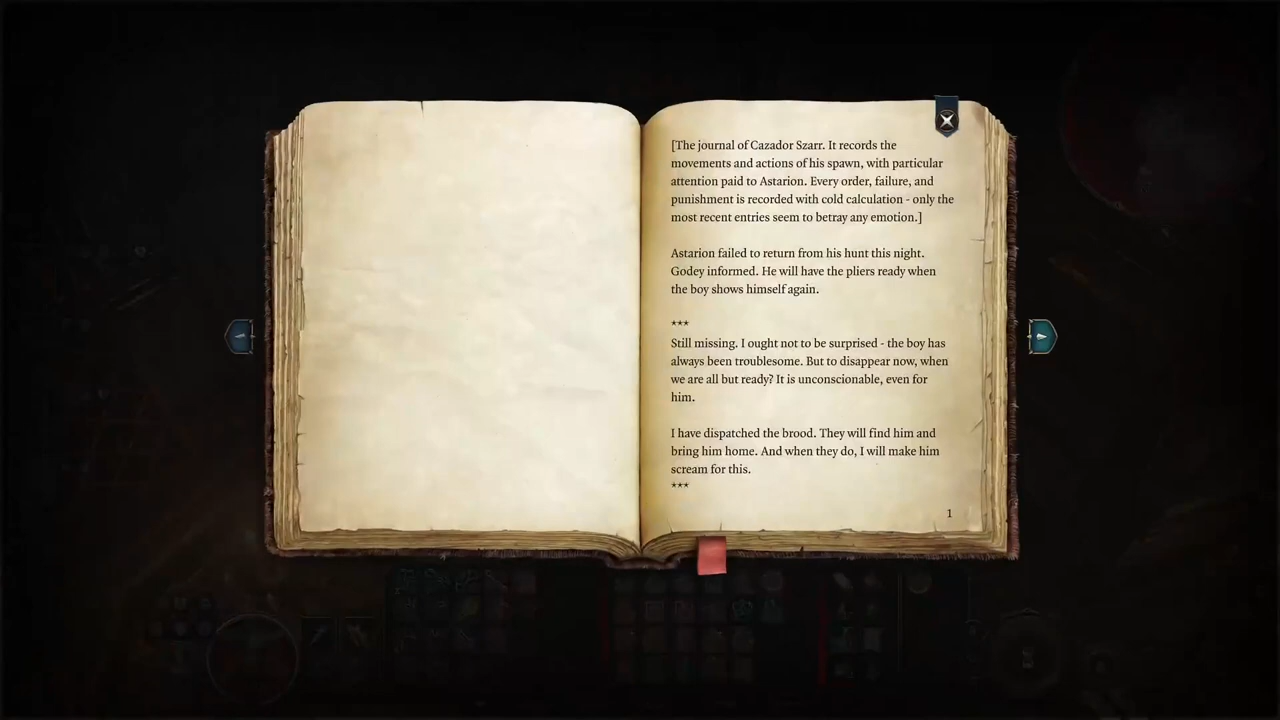 [The journal of Cazador Szarr. It records the
movements and actions of his spawn, with particular
attention paid to Astarion. Every order, failure, and
punishment is recorded with cold calculation - only the
most recent entries seem to betray any emotion.]
Astarion failed to return from his hunt this night.
Godey informed. He will have the pliers ready when
the boy shows himself again.
***
Still missing. I ought not to be surprised - the boy has
always been troublesome. But to disappear now, when
we are all but ready? It is unconscionable, even for
him.
I have dispatched the brood. They will find him and
bring him home. And when they do, I will make him
scream for this.
***
1